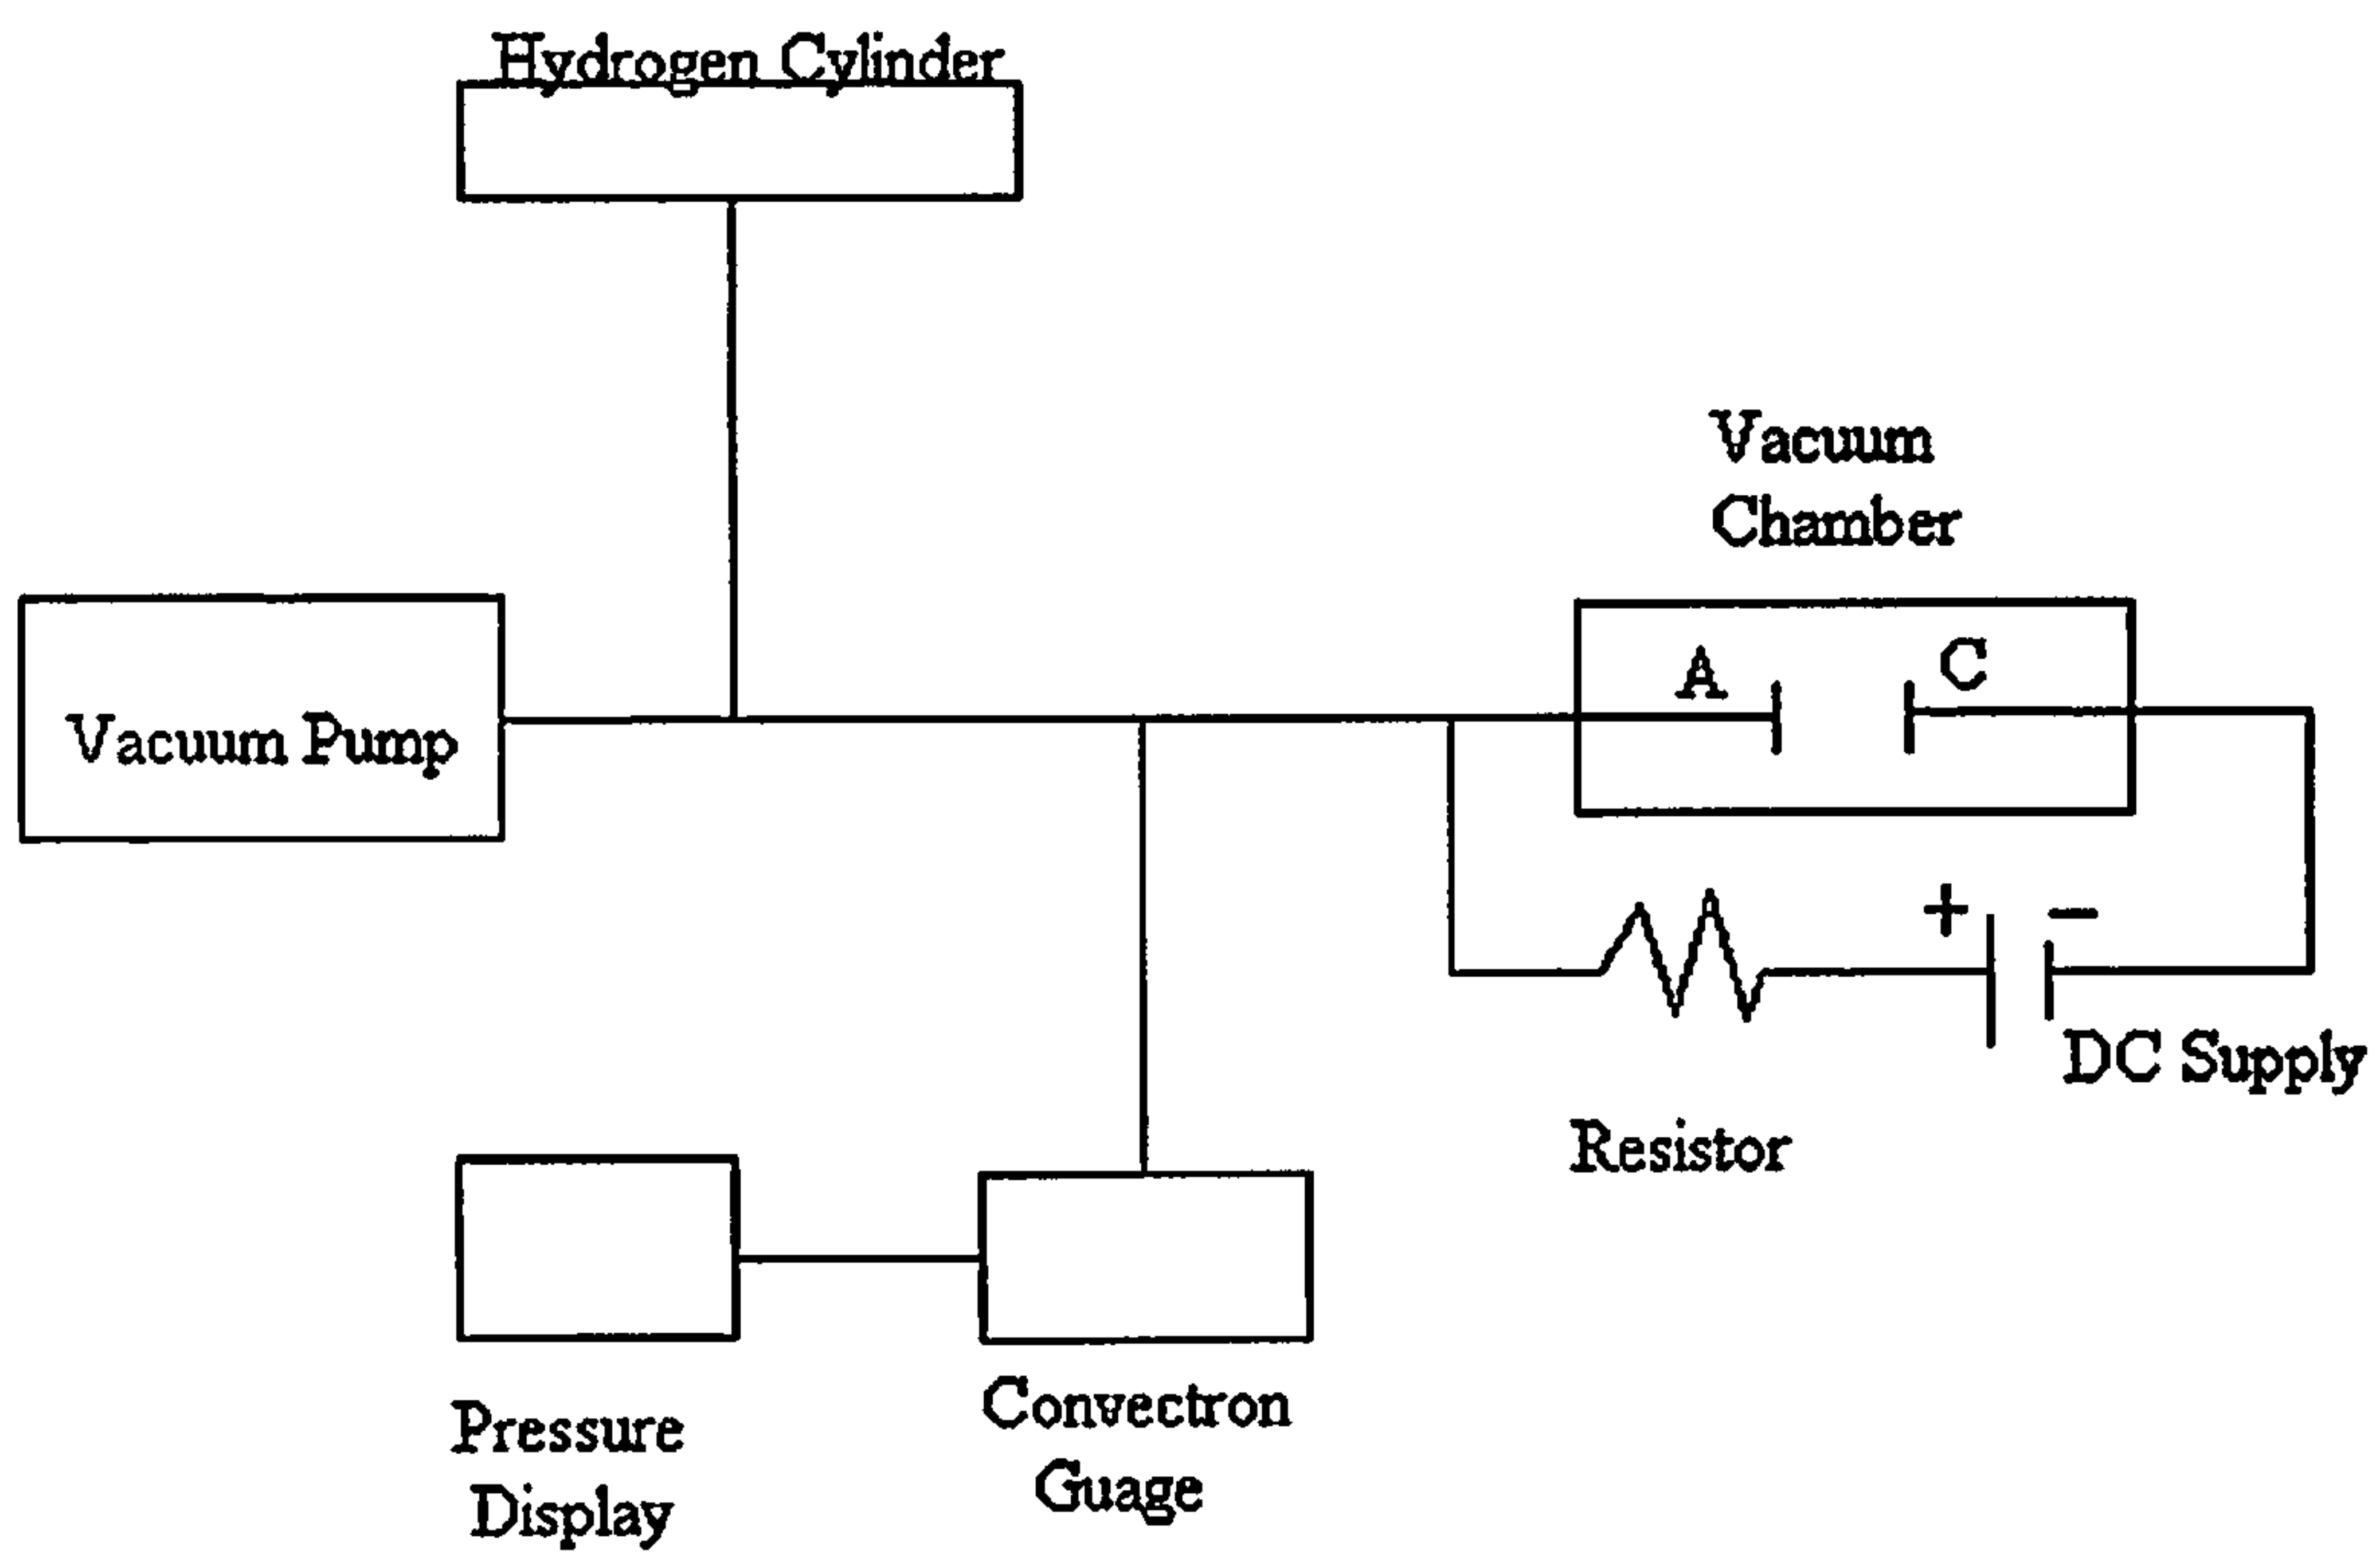 Hydrogen Cylinder
Vacuum
Chamber
A
C
Vacuum Pump
+
−
DC Supply
Resistor
Pressure
Display
Convectron
Guage